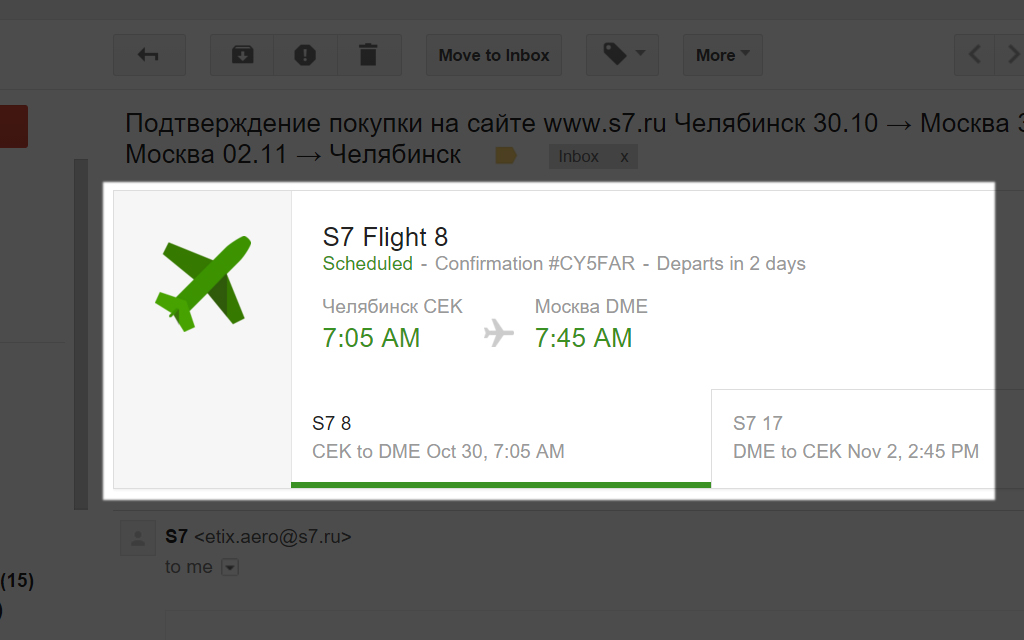 Move to Inbox
More
Подтверждение покупки на сайте www.s7.ru Челябинск 30.10 → Москва
Москва 02.11 → Челябинск
Inbox x
S7 Flight 8
Scheduled - Confirmation #CY5FAR - Departs in 2 days
Челябинск CEK
Москва DME
7:05 AM
7:45 AM
S7 8
CEK to DME Oct 30, 7:05 AM
S7 17
DME to CEK Nov 2, 2:45 PM
S7 <etix.aero@s7.ru>
to me
(15)